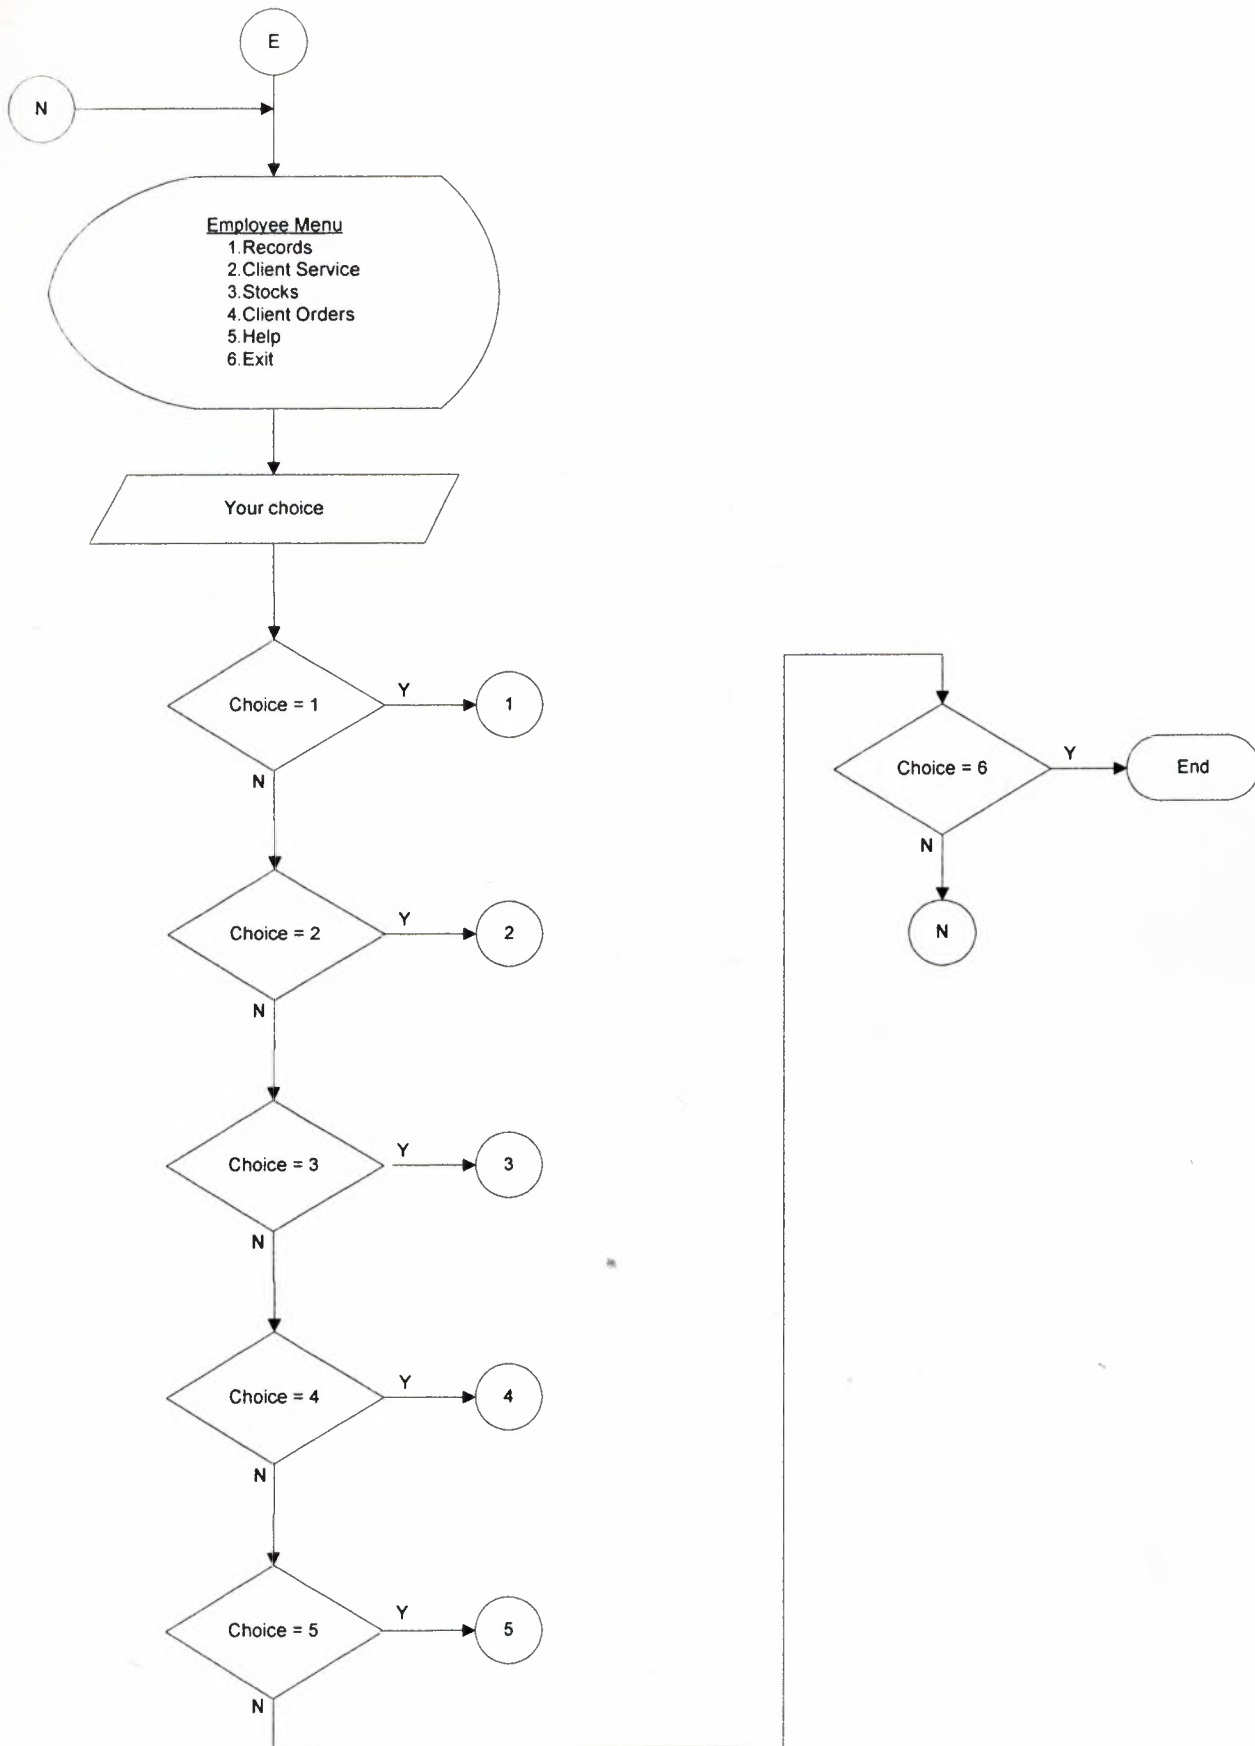 E
N
Employee Menu
1.Records
2.Client Service
3.Stocks
4.Client Orders
5.Help
6.Exit
Your choice
Choice = 1
Y
1
N
Choice = 2
Y
2
N
Choice = 3
Y
3
N
Choice = 4
Y
4
N
Choice = 5
Y
5
N
Choice = 6
Y
End
N
N